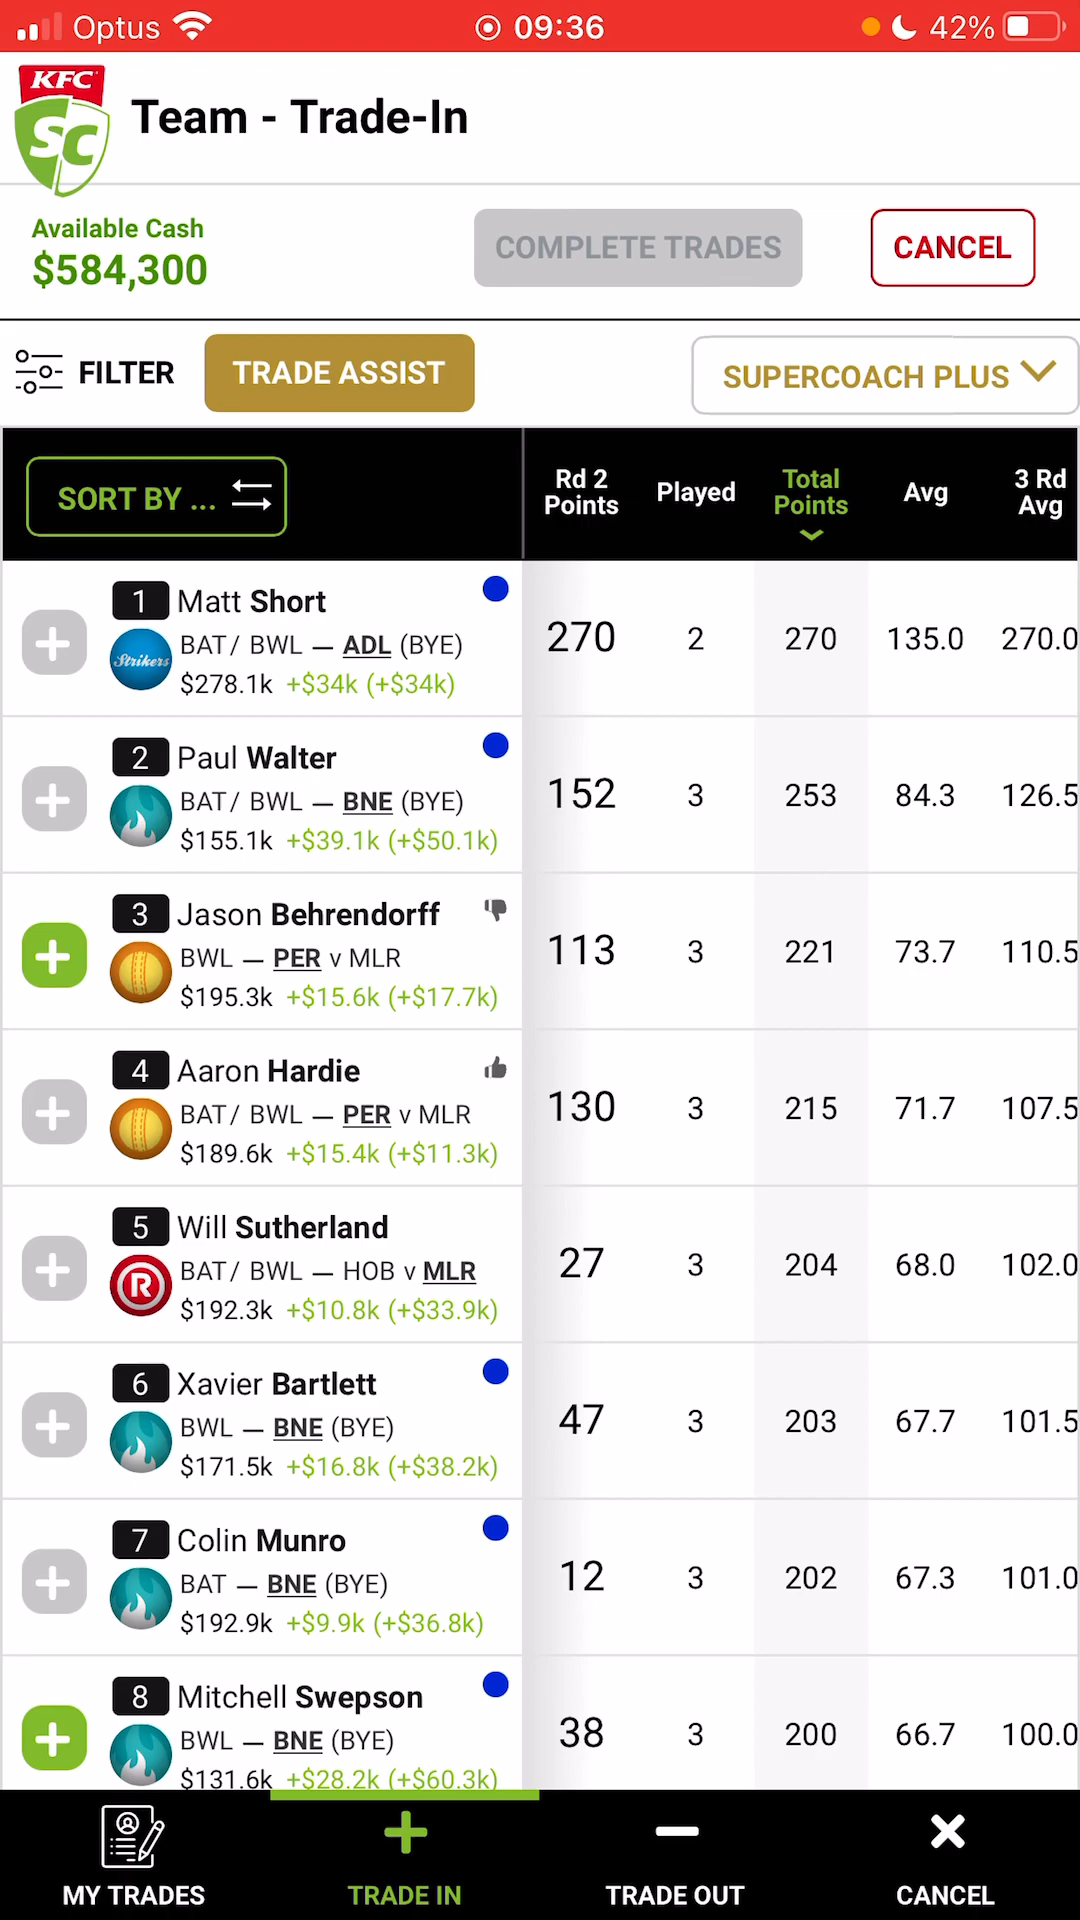 Optus 09:36 42%
KFC
SC
Team - Trade-In
Available Cash
$584,300
COMPLETE TRADES
CANCEL
FILTER
TRADE ASSIST
SUPERCOACH PLUS
SORT BY ...
Rd 2 Points
Played
Total Points
Avg
3 Rd Avg
1 Matt Short
Strikers
BAT/ BWL — ADL (BYE)
$278.1k +$34k (+$34k)
270 2 270 135.0 270.0
2 Paul Walter
BAT/ BWL — BNE (BYE)
$155.1k +$39.1k (+$50.1k)
152 3 253 84.3 126.5
3 Jason Behrendorff
BWL — PER v MLR
$195.3k +$15.6k (+$17.7k)
113 3 221 73.7 110.5
4 Aaron Hardie
BAT/ BWL — PER v MLR
$189.6k +$15.4k (+$11.3k)
130 3 215 71.7 107.5
5 Will Sutherland
R
BAT/ BWL — HOB v MLR
$192.3k +$10.8k (+$33.9k)
27 3 204 68.0 102.0
6 Xavier Bartlett
BWL — BNE (BYE)
$171.5k +$16.8k (+$38.2k)
47 3 203 67.7 101.5
7 Colin Munro
BAT — BNE (BYE)
$192.9k +$9.9k (+$36.8k)
12 3 202 67.3 101.0
8 Mitchell Swepson
BWL — BNE (BYE)
$131.6k +$28.2k (+$60.3k)
38 3 200 66.7 100.0
MY TRADES
TRADE IN
TRADE OUT
CANCEL